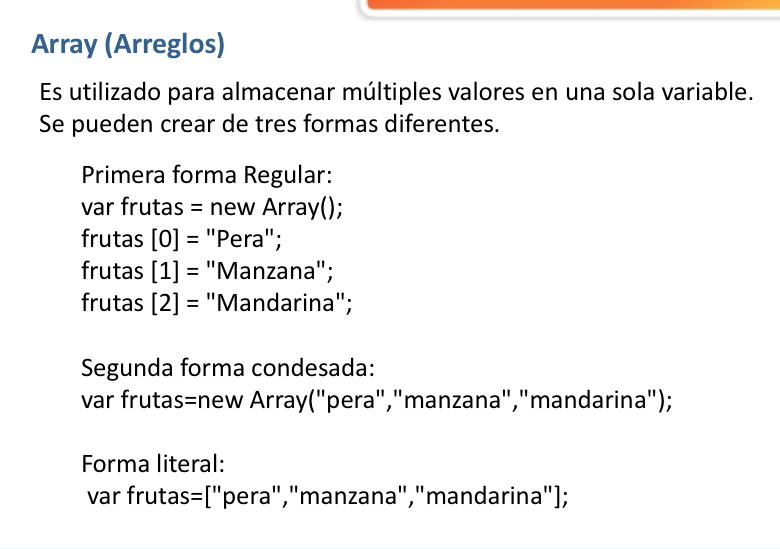 Array (Arreglos)
Es utilizado para almacenar múltiples valores en una sola variable.
Se pueden crear de tres formas diferentes.
Primera forma Regular:
var frutas = new Array();
frutas [0] = "Pera";
frutas [1] = "Manzana";
frutas [2] = "Mandarina";
Segunda forma condesada:
var frutas=new Array("pera","manzana","mandarina");
Forma literal:
var frutas=["pera","manzana","mandarina"];